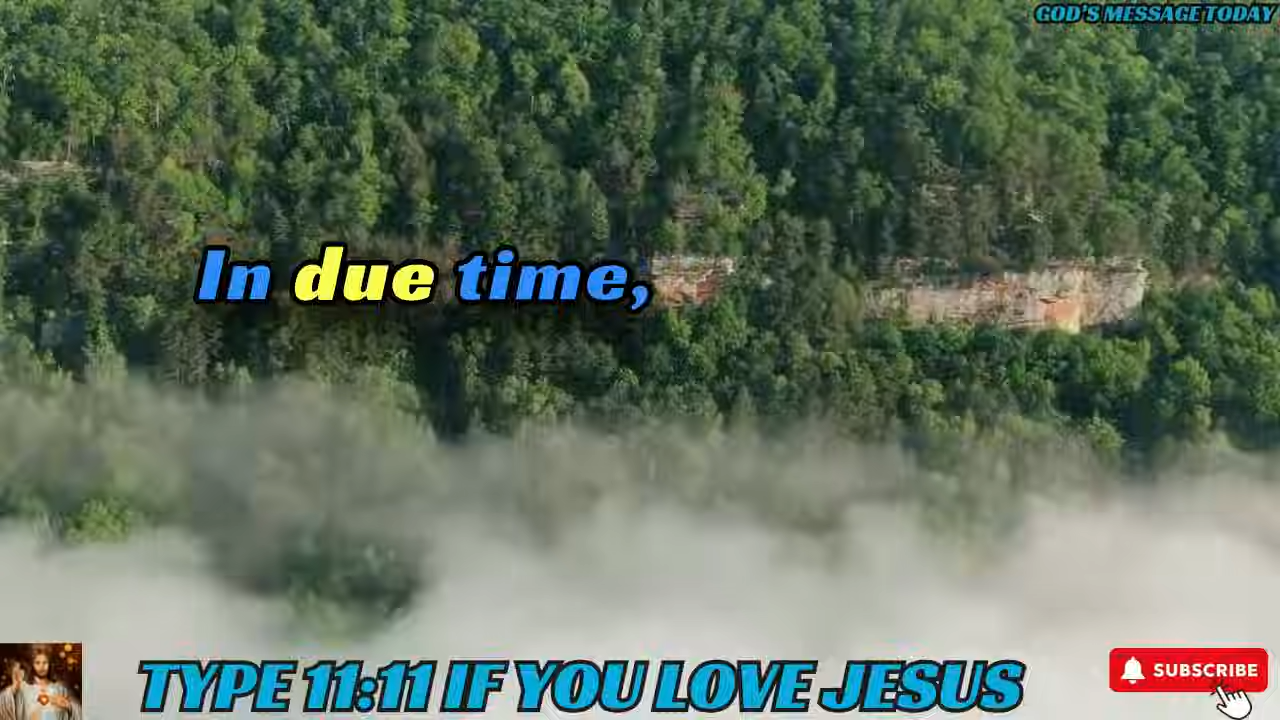 GOD'S MESSAGE TODAY
In due time,
TYPE 11:11 IF YOU LOVE JESUS
SUBSCRIBE